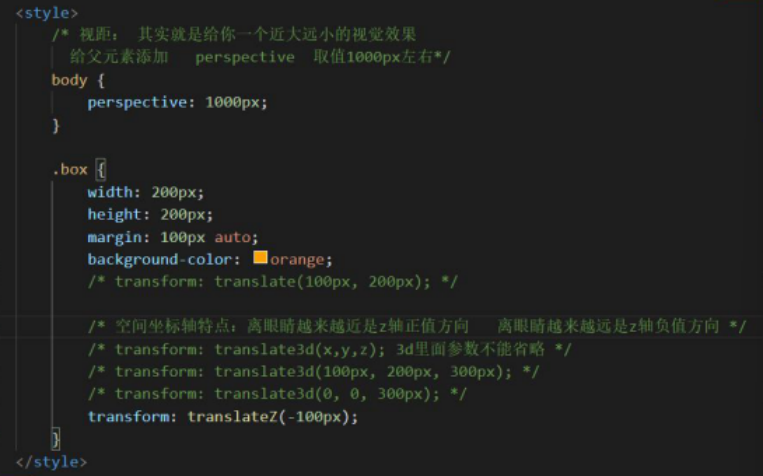 <style>
/* 视距： 其实就是给你一个近大远小的视觉效果
给父元素添加 perspective 取值1000px左右*/
body {
perspective: 1000px;
}
.box {
width: 200px;
height: 200px;
margin: 100px auto;
background-color: orange;
/* transform: translate(100px, 200px); */
/* 空间坐标轴特点：离眼睛越来越近是z轴正值方向 离眼睛越来越远是z轴负值方向 */
/* transform: translate3d(x,y,z); 3d里面参数不能省略 */
/* transform: translate3d(100px, 200px, 300px); */
/* transform: translate3d(0, 0, 300px); */
transform: translateZ(-100px);
}
</style>